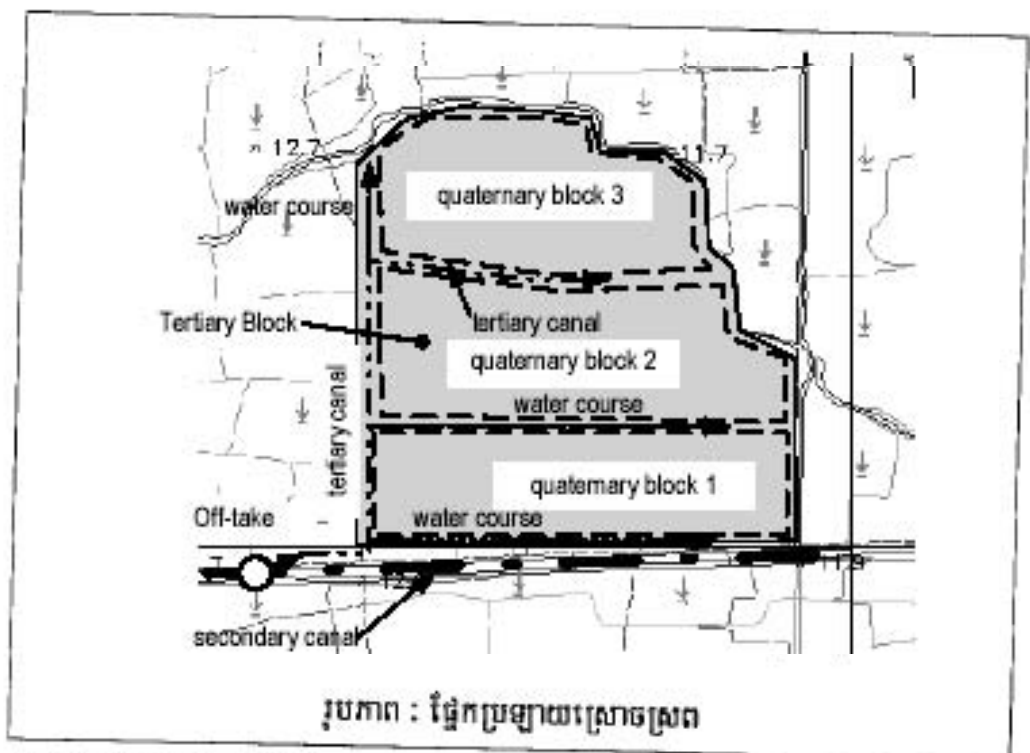 12.7
11.7
water course
quaternary block 3
Tertiary Block
tertiary canal
quaternary block 2
water course
tertiary canal
quaternary block 1
Off-take
water course
secondary canal
រូបភាព : ផ្នែកប្រឡាយស្រោចស្រព